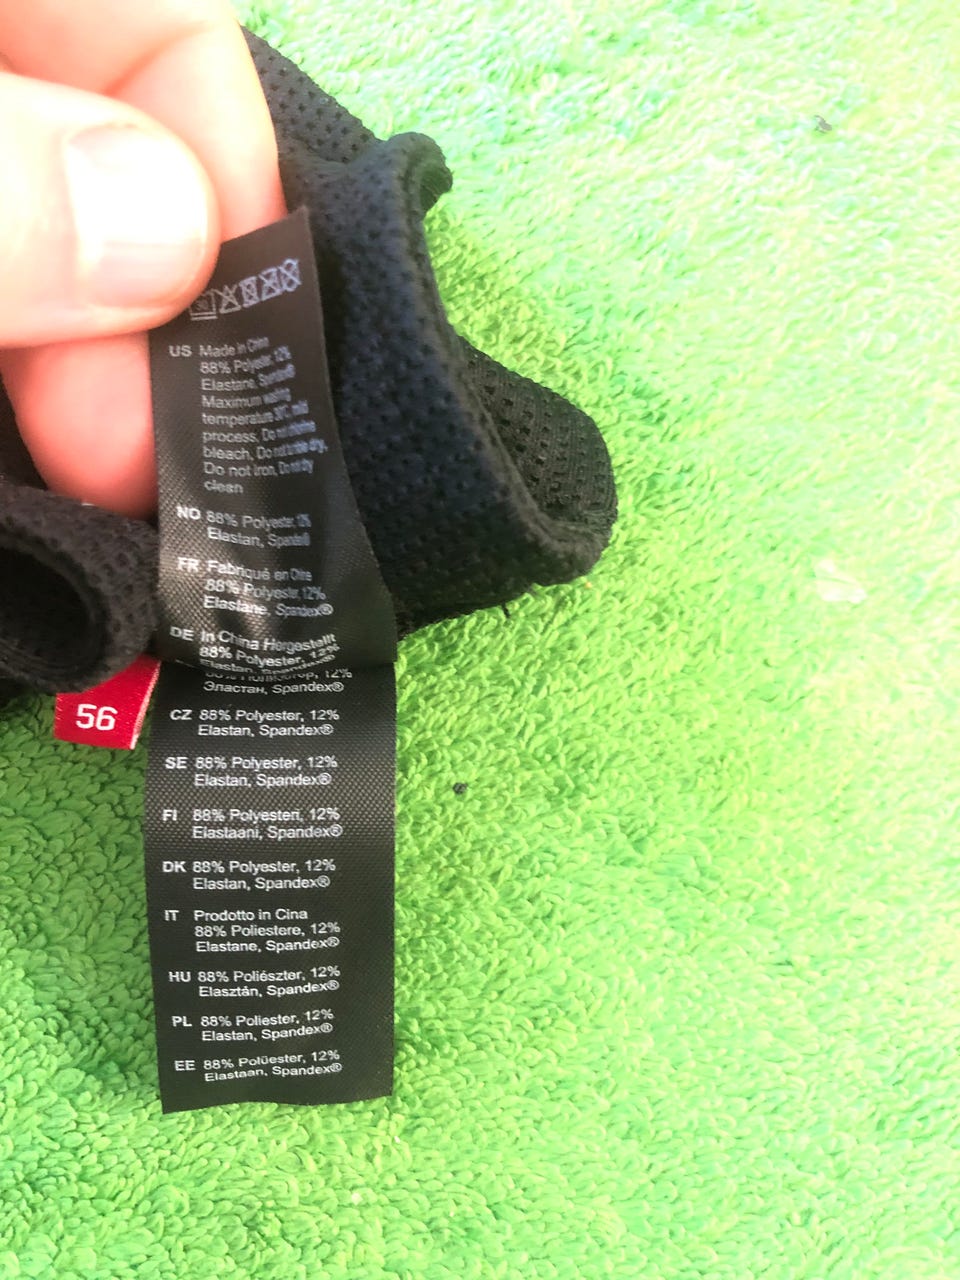 US Made in China
88% Polyester, 12%
Elastane, Spandex®
Maximum washing
temperature 30°C, mild
process, Do not chlorine
bleach, Do not tumble dry,
Do not Iron, Do not dry
clean
NO 88% Polyester, 12%
Elastan, Spandex®
FR Fabriqué en Chine
88% Polyester, 12%
Elastane, Spandex®
DE In China Hergestellt
88% Polyester, 12%
Elastan, Spandex®
12%
Эластан, Spandex®
56
CZ 88% Polyester, 12%
Elastan, Spandex®
SE 88% Polyester, 12%
Elastan, Spandex®
FI 88% Polyesteri, 12%
Elastaani, Spandex®
DK 88% Polyester, 12%
Elastan, Spandex®
IT Prodotto in Cina
88% Poliestere, 12%
Elastane, Spandex®
HU 88% Poliészter, 12%
Elasztán, Spandex®
PL 88% Poliester, 12%
Elastan, Spandex®
EE 88% Polüester, 12%
Elastaan, Spandex®